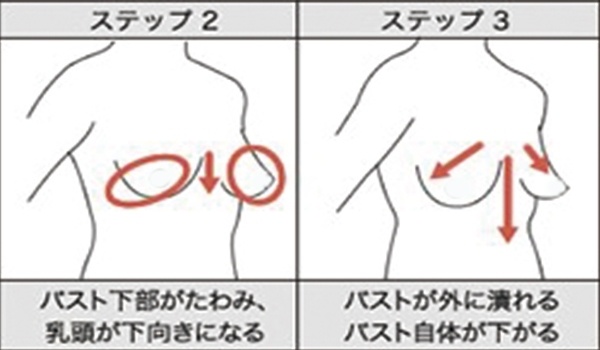 ステップ 2
ステップ 3
バスト下部がたわみ、
乳頭が下向きになる
バストが外に潰れる
バスト自体が下がる